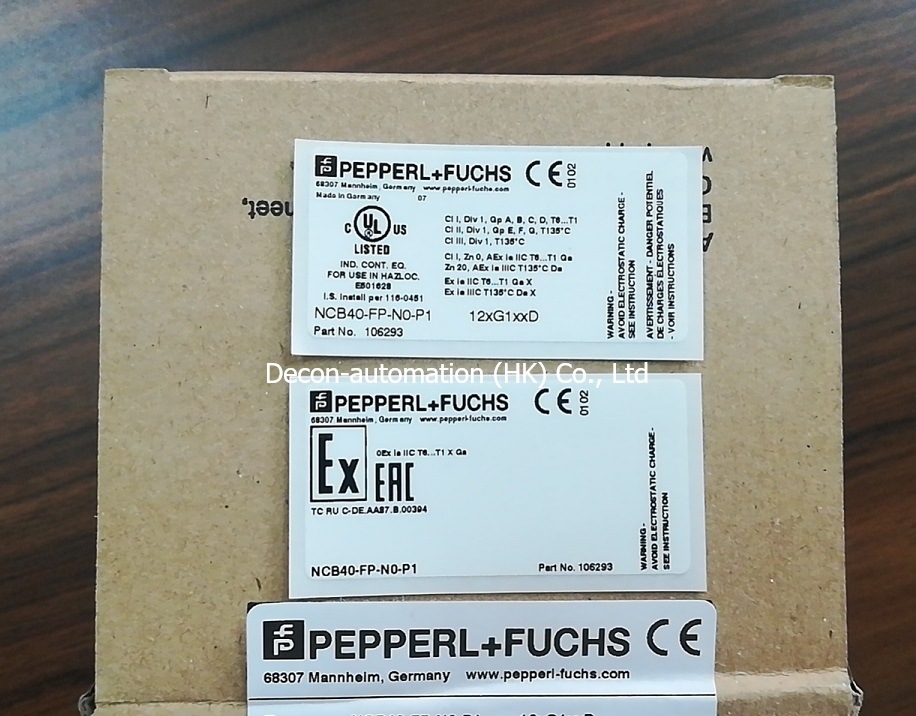 PEPPERL+FUCHS CE 0102
68307 Mannheim, Germany www.pepperl-fuchs.com
Made in Germany 07
C UL US
LISTED
IND. CONT. EQ.
FOR USE IN HAZLOC.
E501628
I.S. Install per 116-0451
NCB40-FP-N0-P1 12xG1xxD
Part No. 106293
Cl I, Div 1, Gp A, B, C, D, T6...T1
Cl II, Div 1, Gp E, F, G, T135°C
Cl III, Div 1, T135°C
Cl I, Zn 0, AEx ia IIC T6...T1 Ga
Zn 20, AEx ia IIIC T135°C Da
Ex ia IIC T6...T1 Ga X
Ex ia IIIC T135°C Da X
WARNING -
AVOID ELECTROSTATIC CHARGE -
SEE INSTRUCTION
AVERTISSEMENT - DANGER POTENTIEL
DE CHARGES ELECTROSTATIQUES
- VOIR INSTRUCTIONS
Decon-automation (HK) Co., Ltd
PEPPERL+FUCHS CE 0102
68307 Mannheim, Germany www.pepperl-fuchs.com
Ex
0Ex ia IIC T6...T1 X Ga
EAC
TC RU C-DE.AA87.B.00394
NCB40-FP-N0-P1 Part No. 106293
WARNING -
AVOID ELECTROSTATIC CHARGE -
SEE INSTRUCTION
PEPPERL+FUCHS CE
68307 Mannheim, Germany www.pepperl-fuchs.com